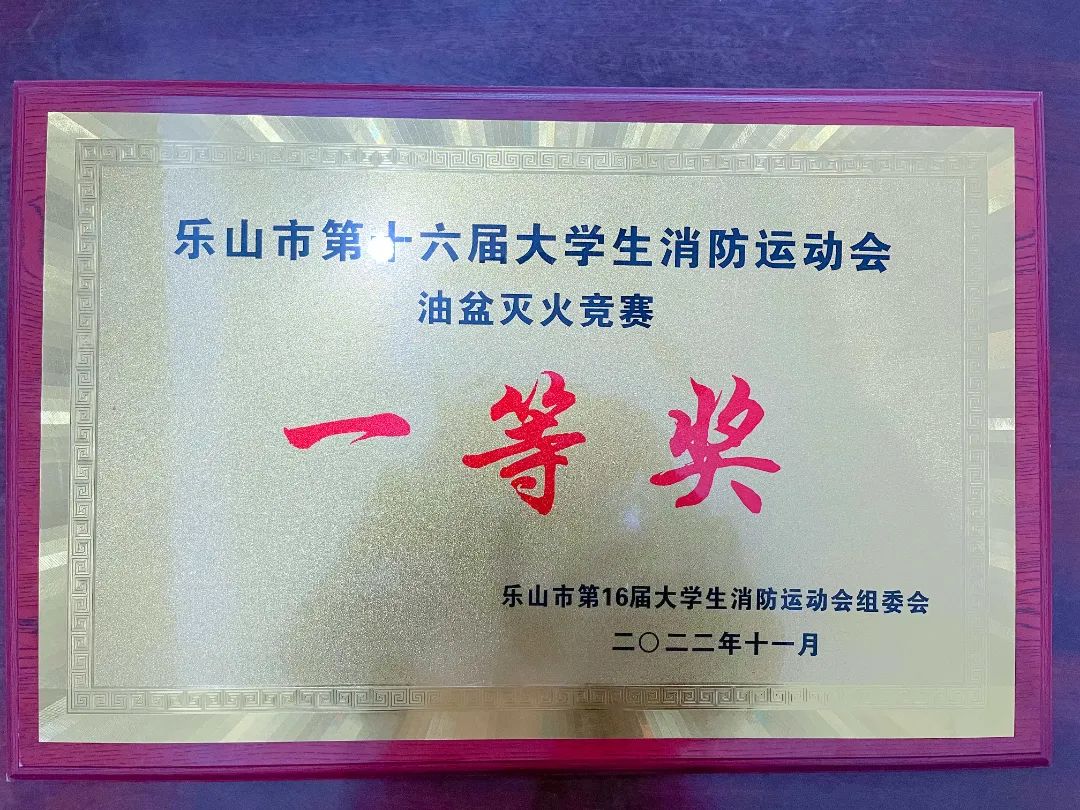 乐山市第十六届大学生消防运动会
油盆灭火竞赛
一等奖
乐山市第16届大学生消防运动会组委会
二〇二二年十一月